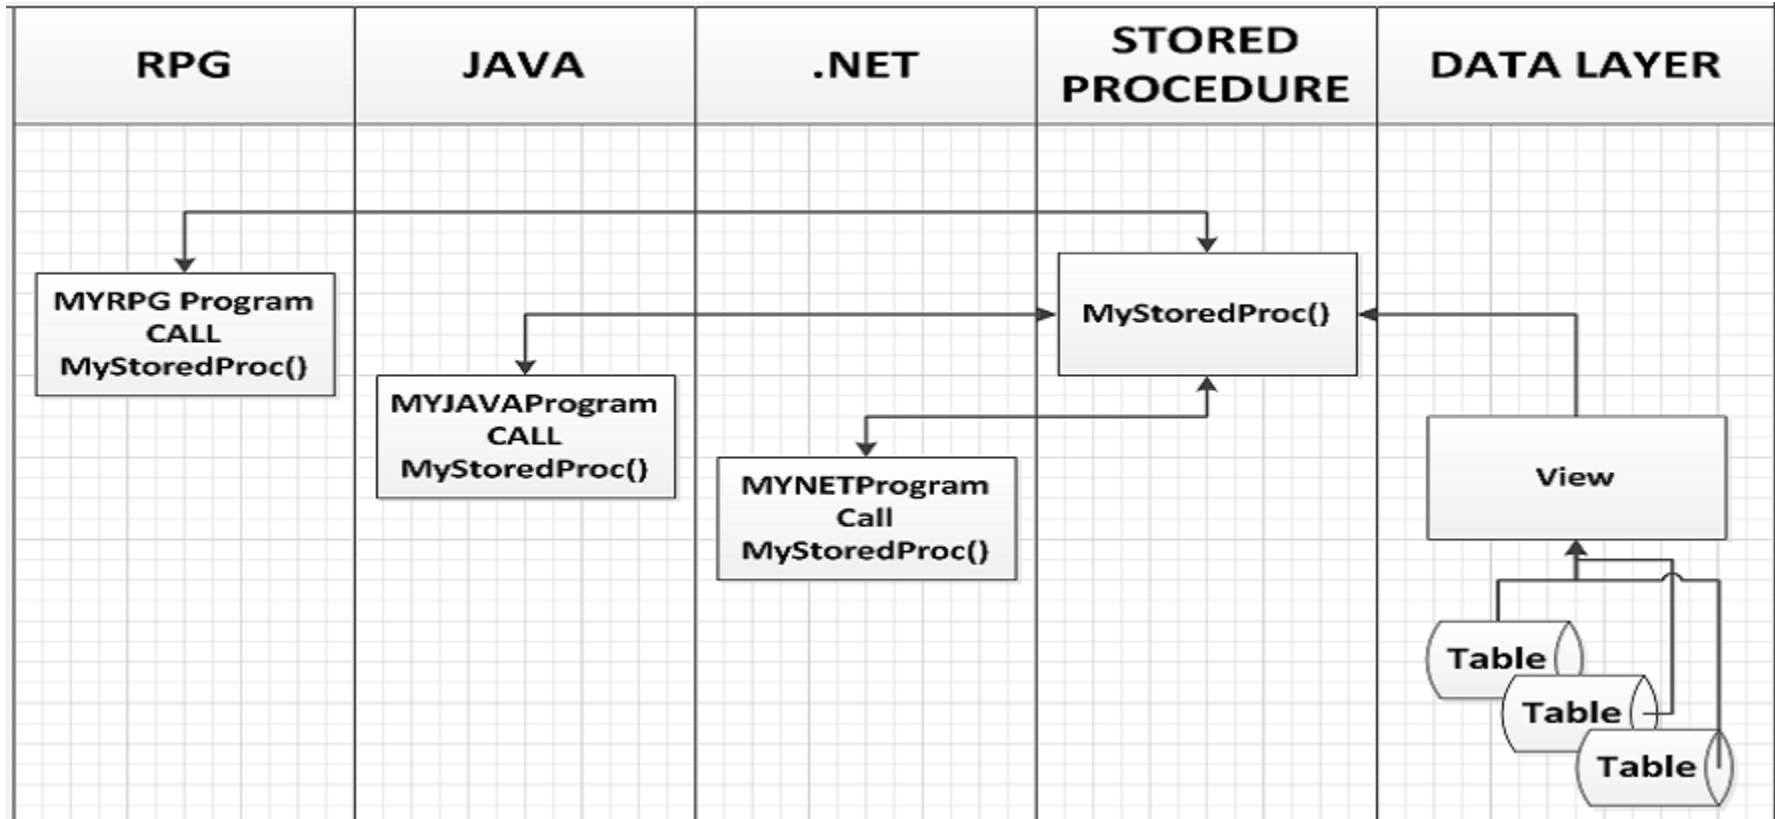 RPG
JAVA
.NET
STORED
PROCEDURE
DATA LAYER
MYRPG Program
CALL
MyStoredProc()
MYJAVAProgram
CALL
MyStoredProc()
MYNETProgram
Call
MyStoredProc()
MyStoredProc()
View
Table
Table
Table